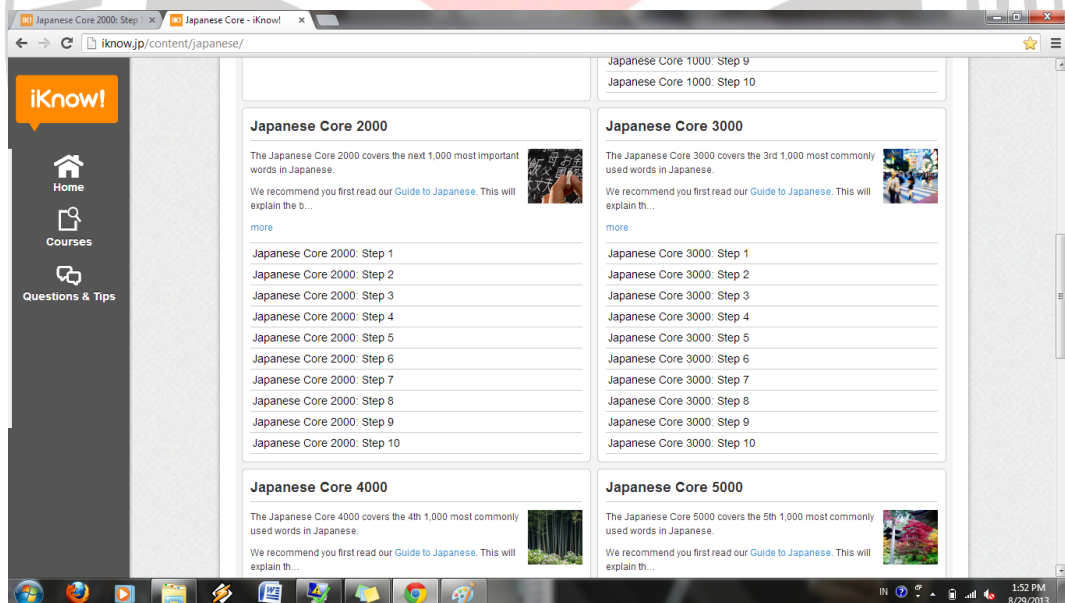 Japanese Core 2000: Step
Japanese Core - iKnow!
iknow.jp/content/japanese/
iKnow!
Home
Courses
Questions & Tips
Japanese Core 1000: Step 9
Japanese Core 1000: Step 10
Japanese Core 2000
The Japanese Core 2000 covers the next 1,000 most important
words in Japanese.
We recommend you first read our Guide to Japanese. This will
explain the b...
more
Japanese Core 2000: Step 1
Japanese Core 2000: Step 2
Japanese Core 2000: Step 3
Japanese Core 2000: Step 4
Japanese Core 2000: Step 5
Japanese Core 2000: Step 6
Japanese Core 2000: Step 7
Japanese Core 2000: Step 8
Japanese Core 2000: Step 9
Japanese Core 2000: Step 10
Japanese Core 3000
The Japanese Core 3000 covers the 3rd 1,000 most commonly
used words in Japanese.
We recommend you first read our Guide to Japanese. This will
explain th...
more
Japanese Core 3000: Step 1
Japanese Core 3000: Step 2
Japanese Core 3000: Step 3
Japanese Core 3000: Step 4
Japanese Core 3000: Step 5
Japanese Core 3000: Step 6
Japanese Core 3000: Step 7
Japanese Core 3000: Step 8
Japanese Core 3000: Step 9
Japanese Core 3000: Step 10
Japanese Core 4000
The Japanese Core 4000 covers the 4th 1,000 most commonly
used words in Japanese.
We recommend you first read our Guide to Japanese. This will
explain th...
Japanese Core 5000
The Japanese Core 5000 covers the 5th 1,000 most commonly
used words in Japanese.
We recommend you first read our Guide to Japanese. This will
explain th...
IN
1:52 PM
8/29/2013